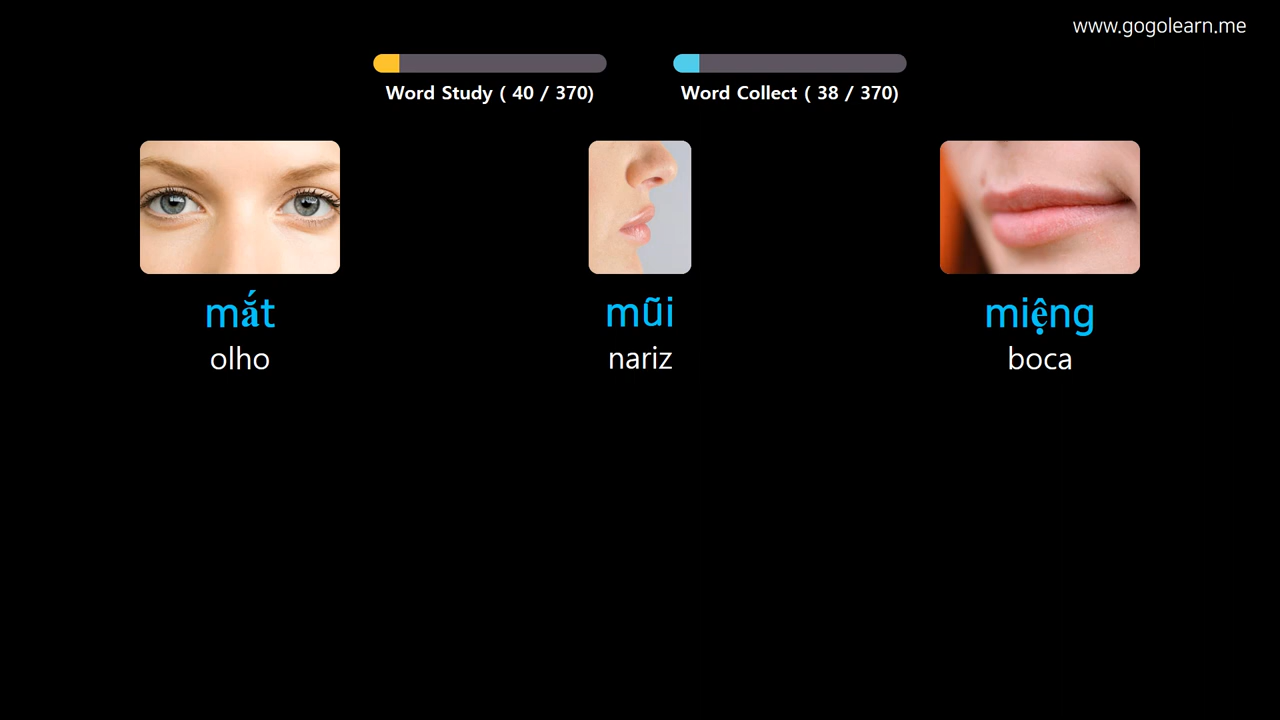 www.gogolearn.me
Word Study ( 40 / 370)
Word Collect ( 38 / 370)
mắt
olho
mũi
nariz
miệng
boca